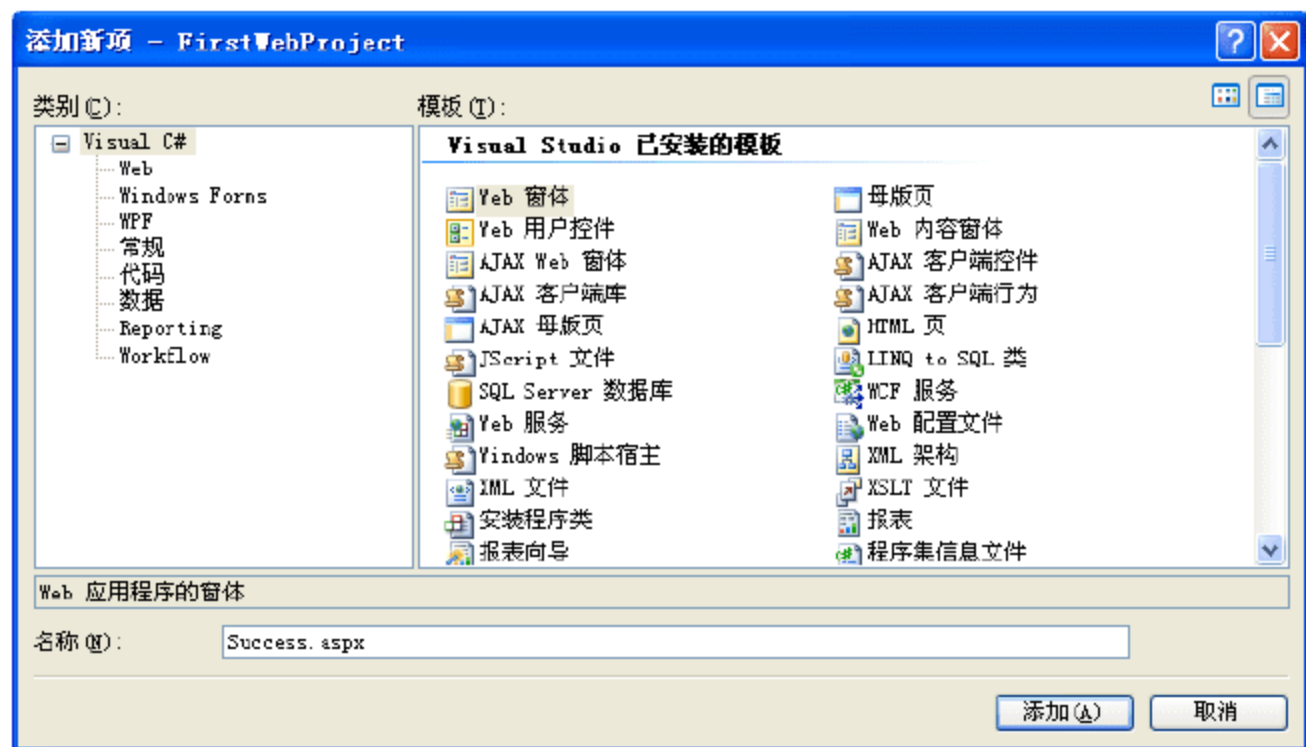 添加新项 - FirstWebProject
类别(C):
模板(T):
Visual C#
Web
Windows Forms
WPF
常规
代码
数据
Reporting
Workflow
Visual Studio 已安装的模板
Web 窗体
母版页
Web 用户控件
Web 内容窗体
AJAX Web 窗体
AJAX 客户端控件
AJAX 客户端库
AJAX 客户端行为
AJAX 母版页
HTML 页
JScript 文件
LINQ to SQL 类
SQL Server 数据库
WCF 服务
Web 服务
Web 配置文件
Windows 脚本宿主
XML 架构
XML 文件
XSLT 文件
安装程序类
报表
报表向导
程序集信息文件
Web 应用程序的窗体
名称(N):
Success.aspx
添加(A)
取消